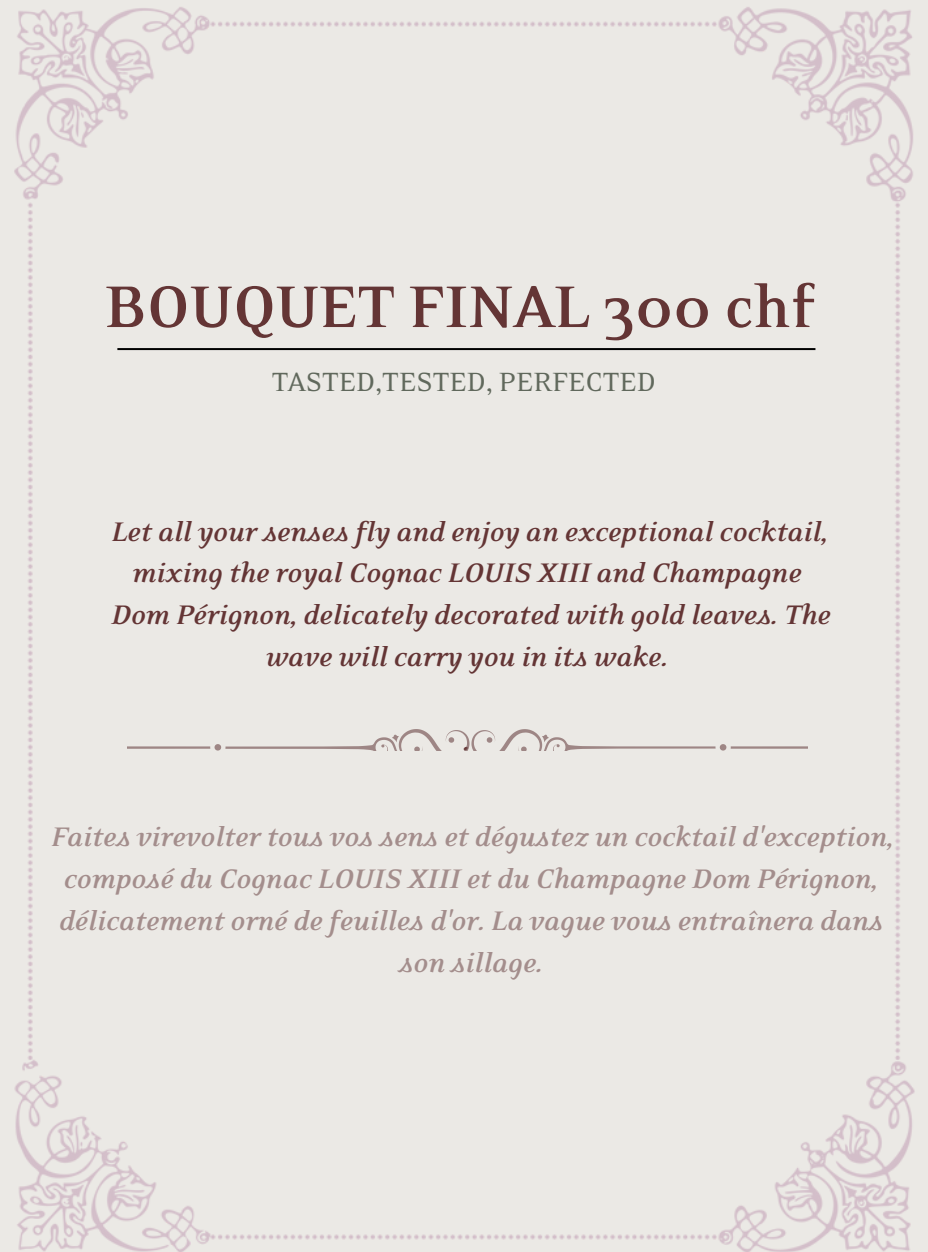 BOUQUET FINAL 300 chf
TASTED,TESTED, PERFECTED
Let all your senses fly and enjoy an exceptional cocktail,
mixing the royal Cognac LOUIS XIII and Champagne
Dom Pérignon, delicately decorated with gold leaves. The
wave will carry you in its wake.
Faites virevolter tous vos sens et dégustez un cocktail d'exception,
composé du Cognac LOUIS XIII et du Champagne Dom Pérignon,
délicatement orné de feuilles d'or. La vague vous entraînera dans
son sillage.